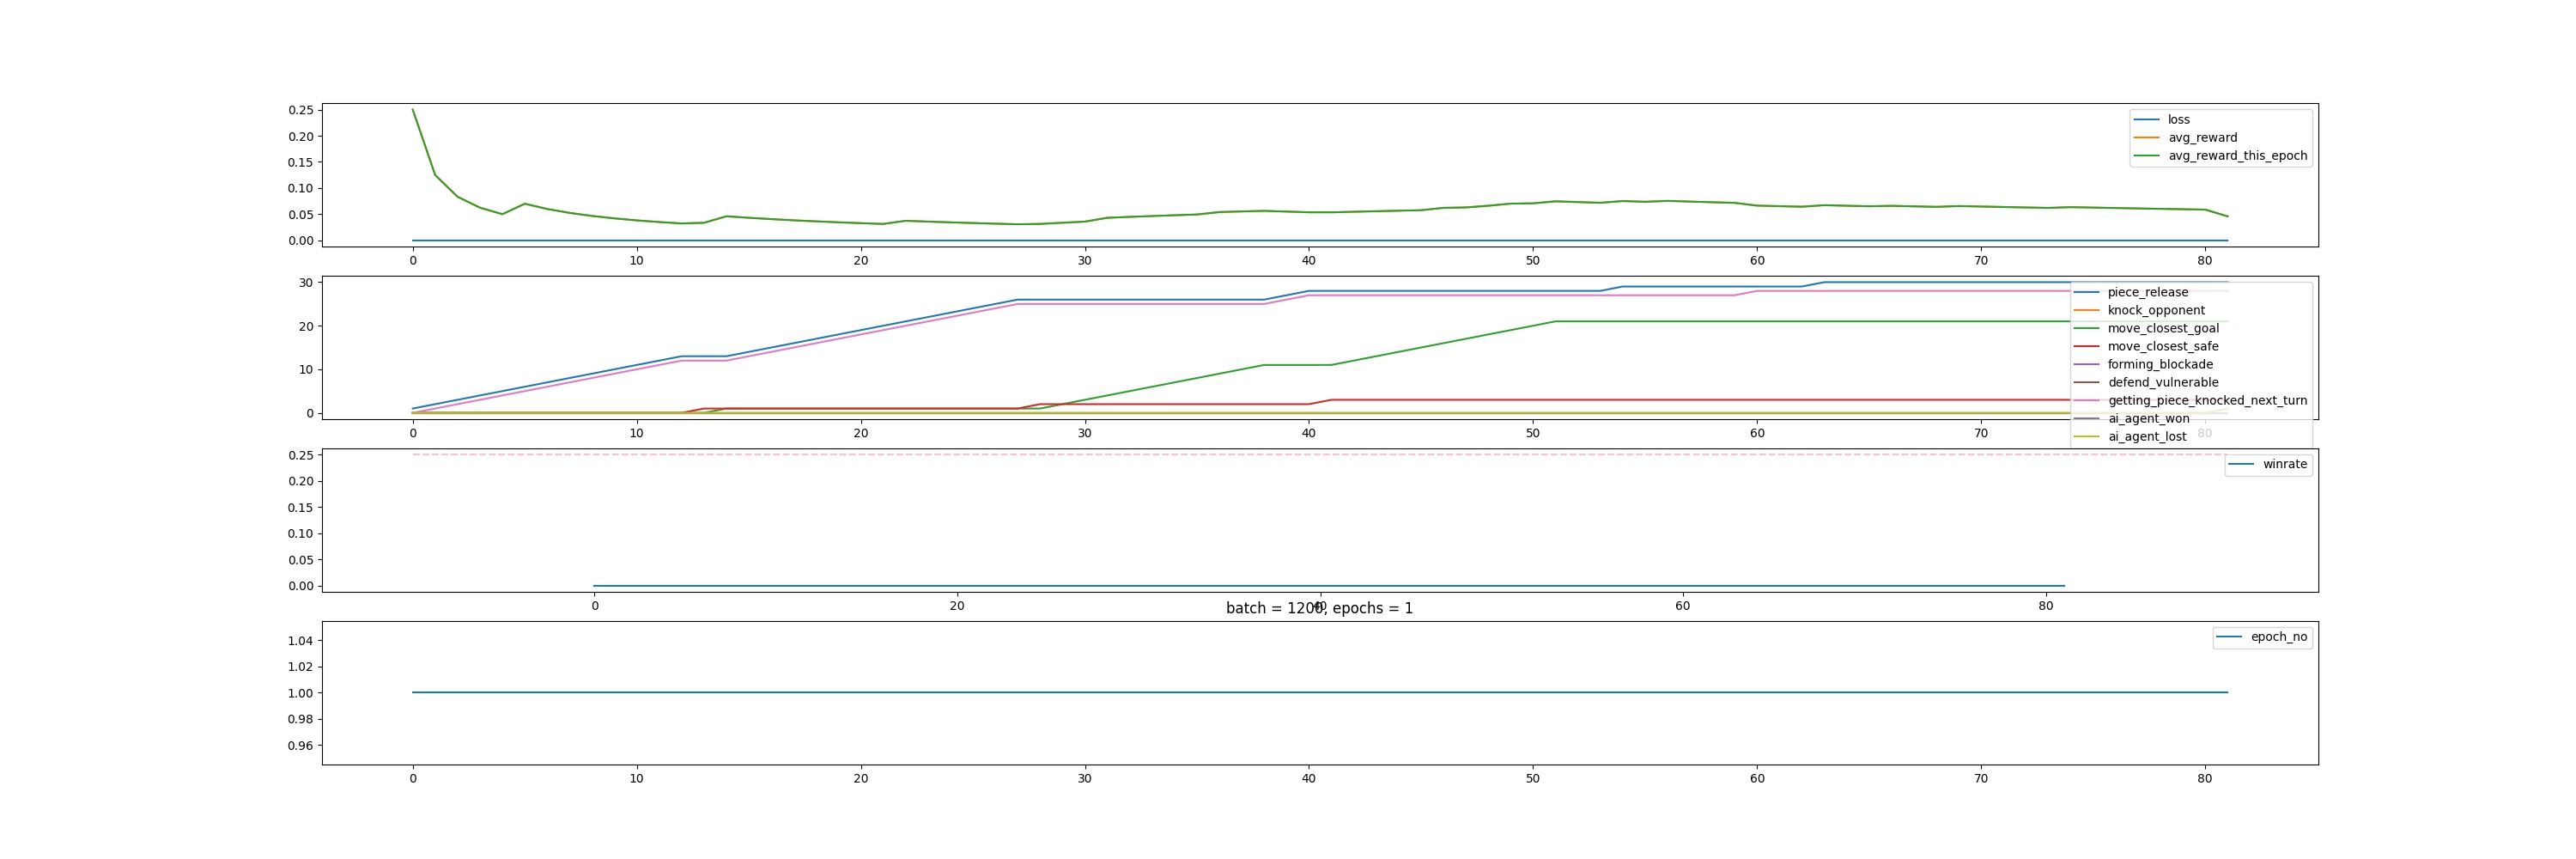 0.25
0.20
0.15
0.10
0.05
0.00
loss
avg_reward
avg_reward_this_epoch
0 10 20 30 40 50 60 70 80
30
20
10
0
piece_release
knock_opponent
move_closest_goal
move_closest_safe
forming_blockade
defend_vulnerable
getting_piece_knocked_next_turn
ai_agent_won
ai_agent_lost
0 10 20 30 40 50 60 70 80
0.25
0.20
0.15
0.10
0.05
0.00
winrate
0 20 40 60 80
batch = 1200, epochs = 1
1.04
1.02
1.00
0.98
0.96
epoch_no
0 10 20 30 40 50 60 70 80